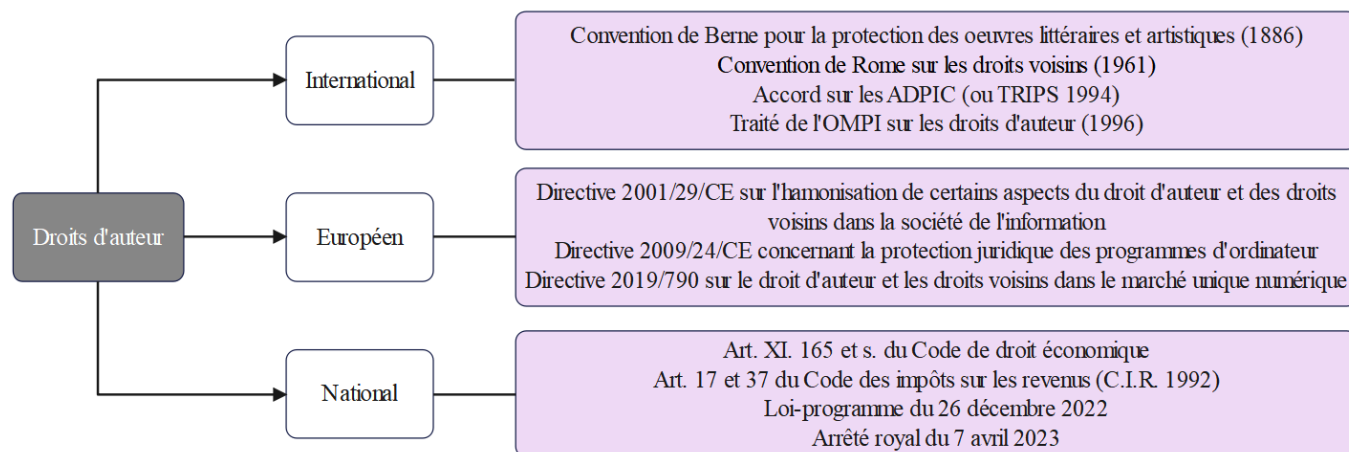 Droits d'auteur
International
Convention de Berne pour la protection des oeuvres littéraires et artistiques (1886)
Convention de Rome sur les droits voisins (1961)
Accord sur les ADPIC (ou TRIPS 1994)
Traité de l'OMPI sur les droits d'auteur (1996)
Européen
Directive 2001/29/CE sur l'hamonisation de certains aspects du droit d'auteur et des droits
voisins dans la société de l'information
Directive 2009/24/CE concernant la protection juridique des programmes d'ordinateur
Directive 2019/790 sur le droit d'auteur et les droits voisins dans le marché unique numérique
National
Art. XI. 165 et s. du Code de droit économique
Art. 17 et 37 du Code des impôts sur les revenus (C.I.R. 1992)
Loi-programme du 26 décembre 2022
Arrêté royal du 7 avril 2023